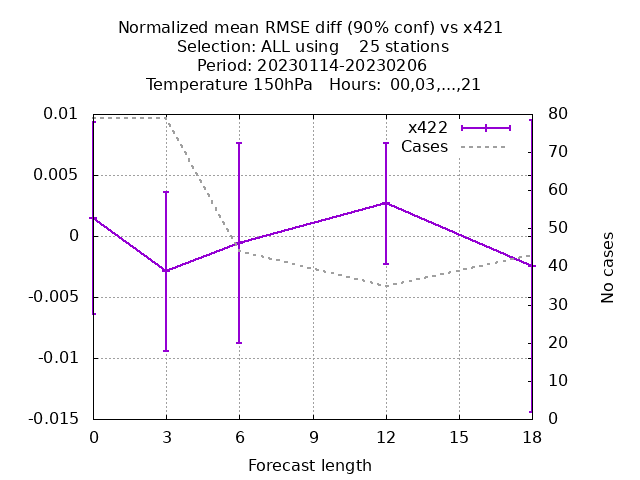 Normalized mean RMSE diff (90% conf) vs x421
Selection: ALL using    25 stations
Period: 20230114-20230206
Temperature 150hPa   Hours:  00,03,...,21
x422
Cases
0.01
0.005
0
-0.005
-0.01
-0.015
80
70
60
50
40
30
20
10
0
No cases
0 3 6 9 12 15 18
Forecast length